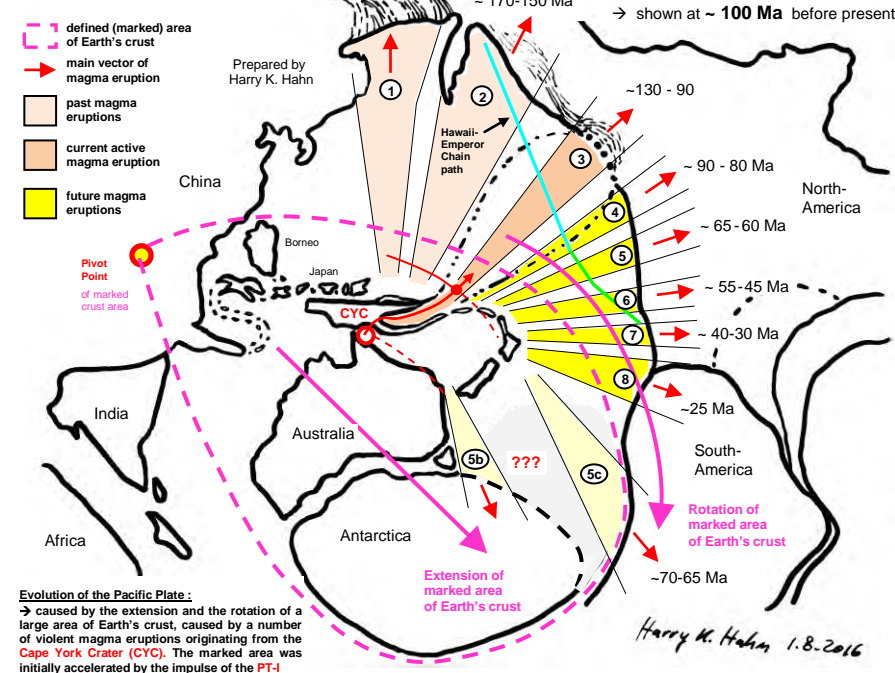 ~ 170-150 Ma
→ shown at ~ 100 Ma before present
defined (marked) area
of Earth's crust
main vector of
magma eruption
past magma
eruptions
current active
magma eruption
future magma
eruptions
Prepared by
Harry K. Hahn
1
2
Hawaii-
Emperor
Chain
path
~130 - 90
3
~ 90 - 80 Ma
4
North-
America
~ 65 -60 Ma
5
~ 55-45 Ma
6
~ 40-30 Ma
7
8
~25 Ma
China
Borneo
Japan
Pivot
Point
of marked
crust area
CYC
India
Australia
South-
America
5b
???
5c
Africa
Antarctica
Rotation of
marked area
of Earth's crust
Extension of
marked area
of Earth's crust
~70-65 Ma
Evolution of the Pacific Plate :
→ caused by the extension and the rotation of a
large area of Earth's crust, caused by a number
of violent magma eruptions originating from the
Cape York Crater (CYC). The marked area was
initially accelerated by the impulse of the PT-I
Harry K. Hahn 1.8-2016